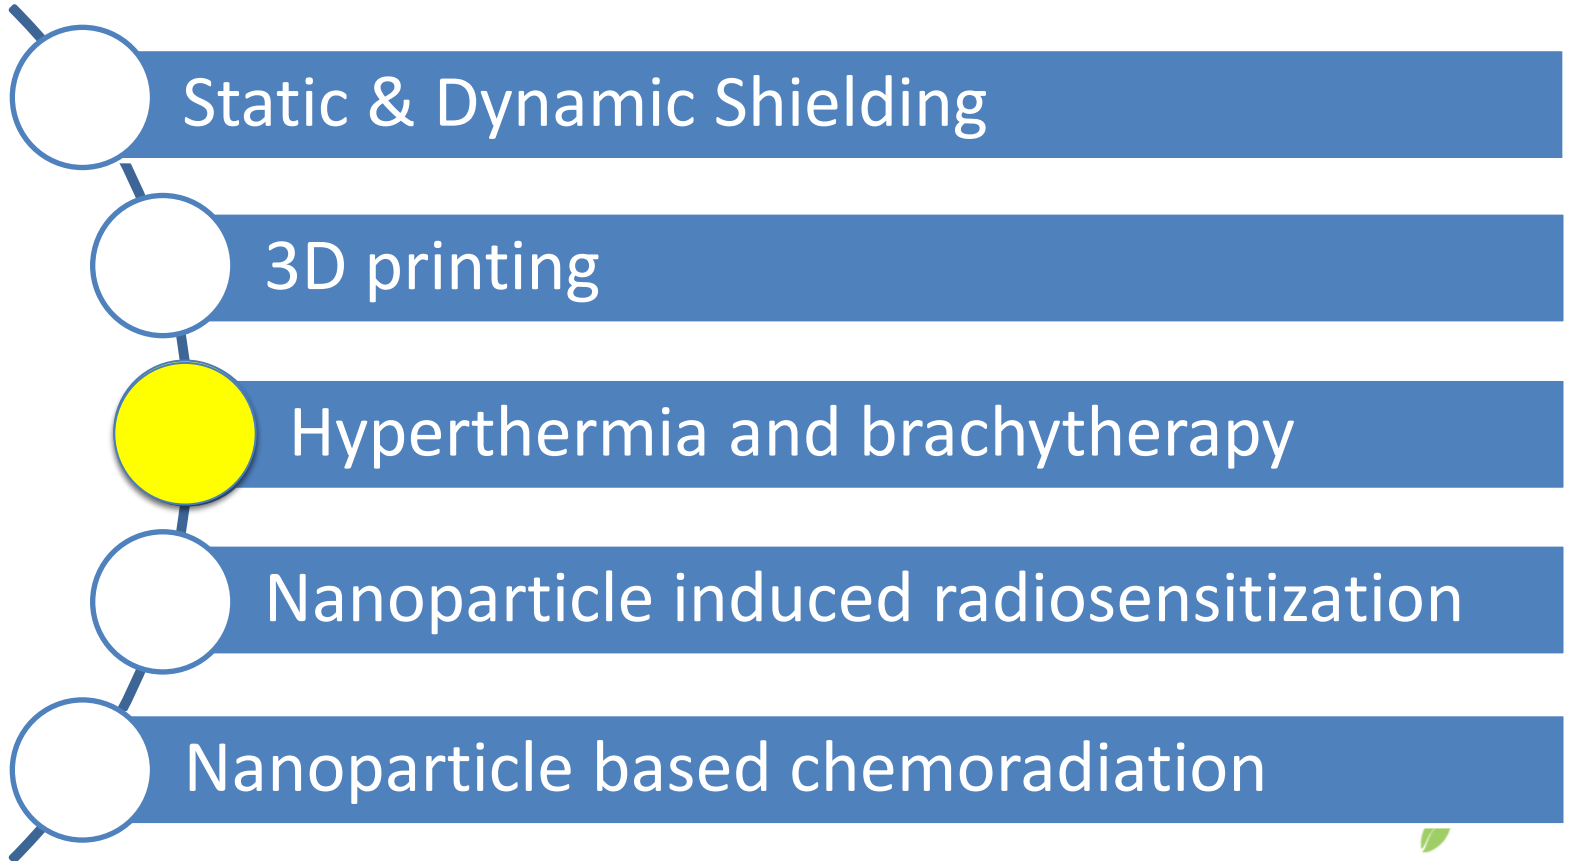 Static & Dynamic Shielding
3D printing
Hyperthermia and brachytherapy
Nanoparticle induced radiosensitization
Nanoparticle based chemoradiation